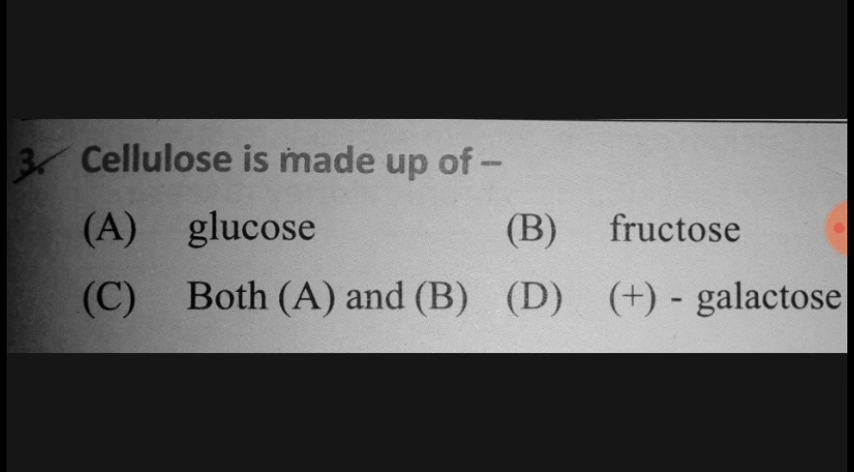 3. Cellulose is made up of –
(A) glucose (B) fructose
(C) Both (A) and (B) (D) (+) - galactose